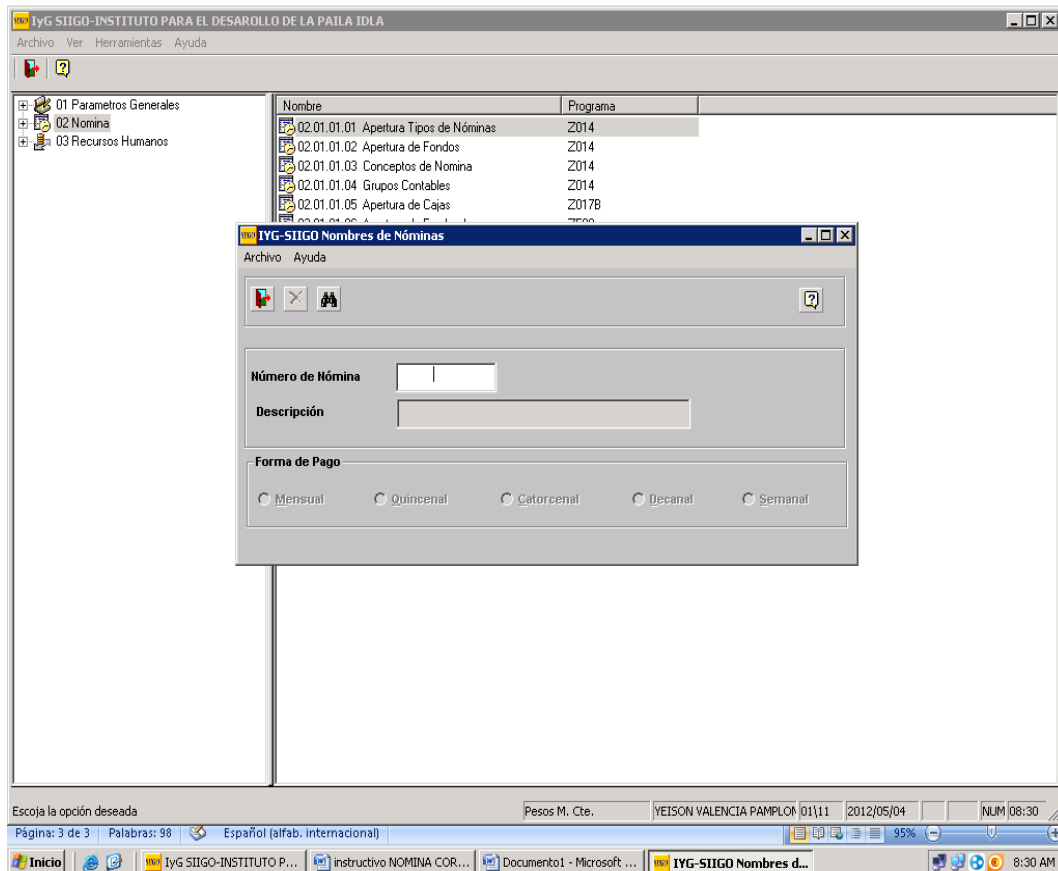 IyG SIIGO-INSTITUTO PARA EL DESAROLLO DE LA PAILA IDLA
Archivo Ver Herramientas Ayuda
01 Parametros Generales
02 Nomina
03 Recursos Humanos
Nombre Programa
02.01.01.01 Apertura Tipos de Nóminas Z014
02.01.01.02 Apertura de Fondos Z014
02.01.01.03 Conceptos de Nomina Z014
02.01.01.04 Grupos Contables Z014
02.01.01.05 Apertura de Cajas Z017B
IYG-SIIGO Nombres de Nóminas
Archivo Ayuda
Número de Nómina
Descripción
Forma de Pago
Mensual Quincenal Catorcenal Decanal Semanal
Escoja la opción deseada Pesos M. Cte. YEISON VALENCIA PAMPLON 01\11 2012/05/04 NUM 08:30
Página: 3 de 3 Palabras: 98 Español (alfab. internacional) 95%
Inicio IyG SIIGO-INSTITUTO P... instructivo NOMINA COR... Documento1 - Microsoft ... IYG-SIIGO Nombres d... 8:30 AM